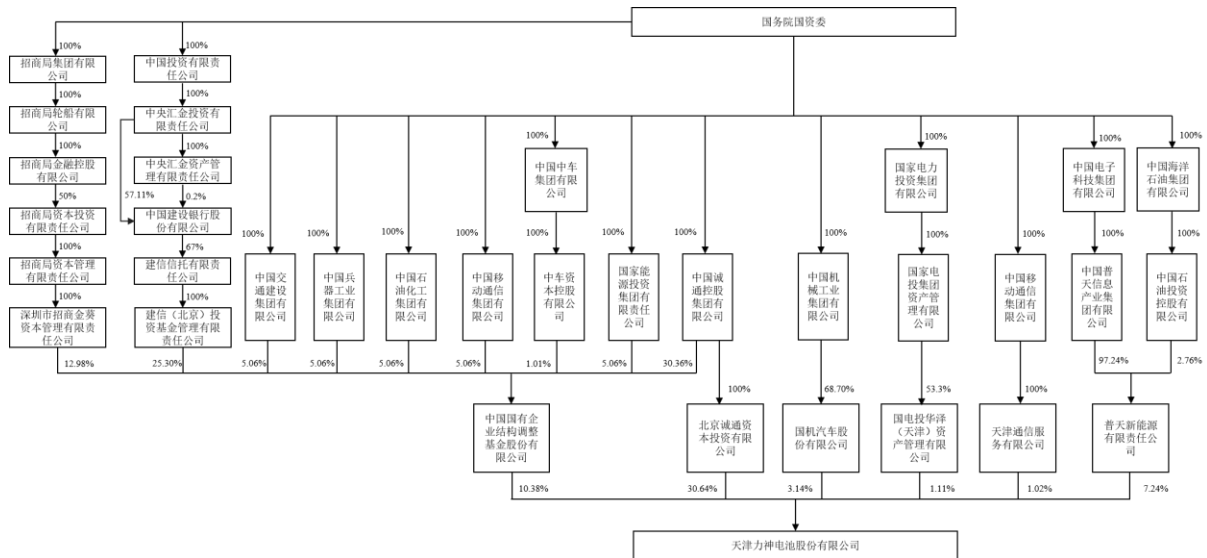 国务院国资委
100%
100%
招商局集团有限
公司
中国投资有限责
任公司
100%
100%
招商局轮船有限
公司
中央汇金投资有
限责任公司
100%
100%
100%
100%
100%
100%
招商局金融控股
有限公司
中央汇金资产管
理有限责任公司
中国中车
集团有限
公司
国家电力
投资集团
有限公司
中国电子
科技集团
有限公司
中国海洋
石油集团
有限公司
50%
57.11%
0.2%
招商局资本投资
有限责任公司
中国建设银行股
份有限公司
100%
67%
100%
100%
100%
100%
100%
100%
100%
100%
100%
100%
100%
100%
招商局资本管理
有限责任公司
建信信托有限责
任公司
中国交
通建设
集团有
限公司
中国兵
器工业
集团有
限公司
中国石
油化工
集团有
限公司
中国移
动通信
集团有
限公司
中车资
本控股
有限公
司
国家能
源投资
集团有
限责任
公司
中国诚
通控股
集团有
限公司
中国机
械工业
集团有
限公司
国家电
投集团
资产管
理有限
公司
中国移
动通信
集团有
限公司
中国普
天信息
产业集
团有限
公司
中国石
油投资
控股有
限公司
100%
100%
深圳市招商金葵
资本管理有限责
任公司
建信（北京）投
资基金管理有限
责任公司
12.98%
25.30%
5.06%
5.06%
5.06%
5.06%
1.01%
5.06%
30.36%
97.24%
2.76%
100%
68.70%
53.3%
100%
中国国有企
业结构调整
基金股份有
限公司
北京诚通资
本投资有限
公司
国机汽车股
份有限公司
国电投华泽
（天津）资
产管理有限
公司
天津通信服
务有限公司
普天新能源
有限责任公
司
10.38%
30.64%
3.14%
1.11%
1.02%
7.24%
天津力神电池股份有限公司